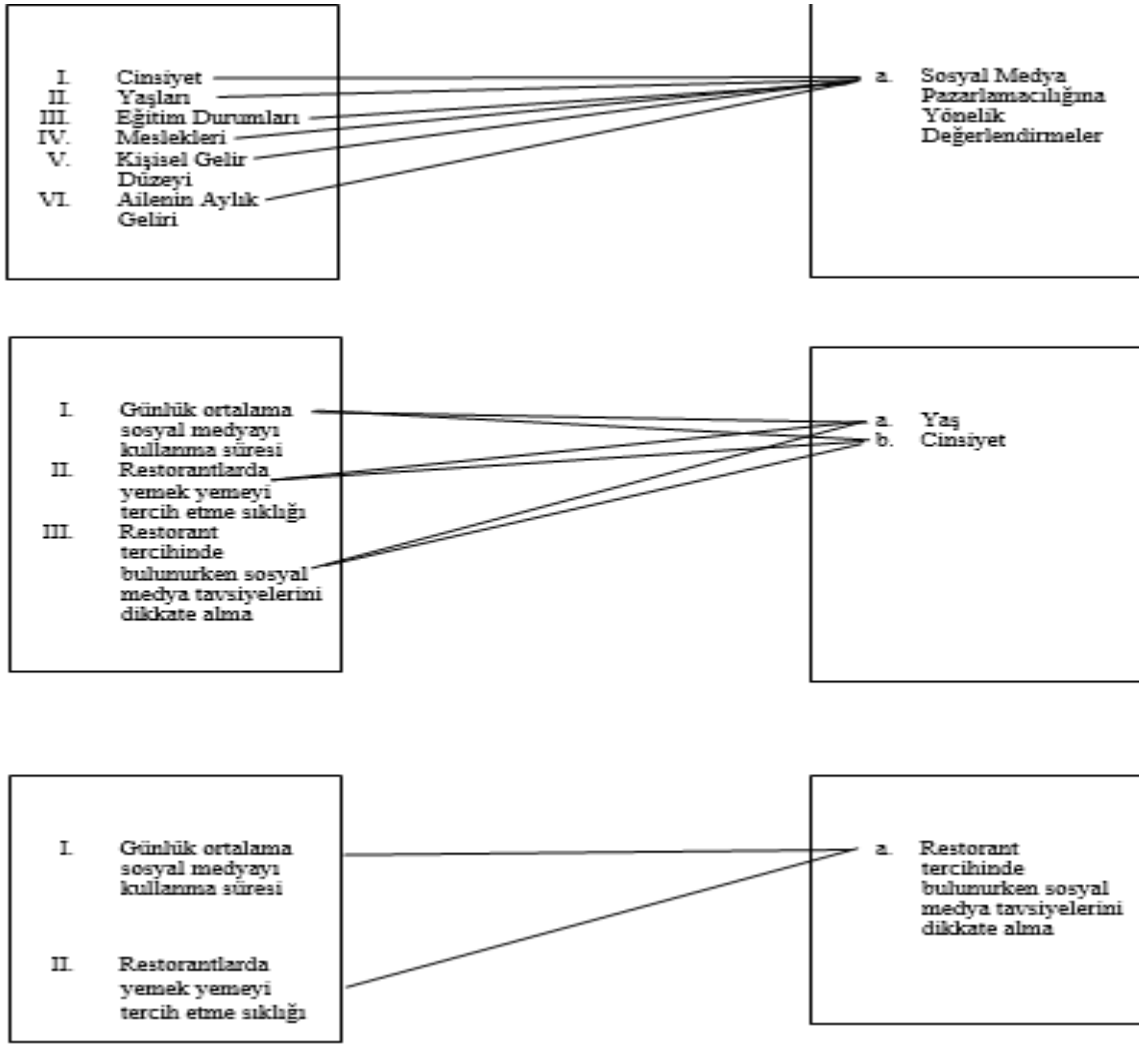 I. Cinsiyet
II. Yaşları
III. Eğitim Durumları
IV. Meslekleri
V. Kişisel Gelir
Düzeyi
VI. Ailenin Aylık
Geliri
a. Sosyal Medya
Pazarlamacılığına
Yönelik
Değerlendirmeler
I. Günlük ortalama
sosyal medyayı
kullanma süresi
II. Restorantlarda
yemek yemeyi
tercih etme sıklığı
III. Restorant
tercihinde
bulunurken sosyal
medya tavsiyelerini
dikkate alma
a. Yaş
b. Cinsiyet
I. Günlük ortalama
sosyal medyayı
kullanma süresi
II. Restorantlarda
yemek yemeyi
tercih etme sıklığı
a. Restorant
tercihinde
bulunurken sosyal
medya tavsiyelerini
dikkate alma